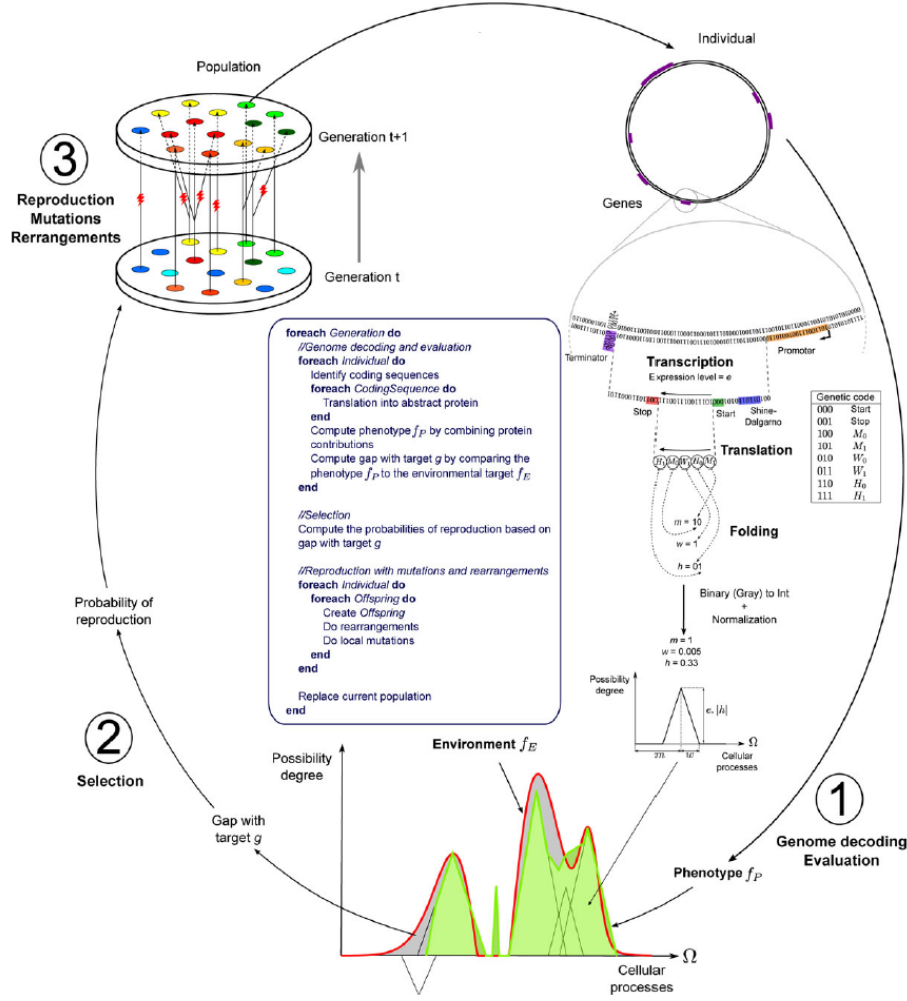 Individual
Population
Generation t+1
3
Reproduction
Mutations
Rerrangements
Genes
Generation t
foreach Generation do
//Genome decoding and evaluation
foreach Individual do
Identify coding sequences
foreach CodingSequence do
Translation into abstract protein
end
Compute phenotype f_P by combining protein
contributions
Compute gap with target g by comparing the
phenotype f_P to the environmental target f_E
end
//Selection
Compute the probabilities of reproduction based on
gap with target g
//Reproduction with mutations and rearrangements
foreach Individual do
foreach Offspring do
Create Offspring
Do rearrangements
Do local mutations
end
end
Replace current population
end
Terminator
Transcription
Promoter
Expression level = e
Stop
Start
Shine-
Dalgarno
Genetic code
000 Start
001 Stop
100 M₀
101 M₁
010 W₀
011 W₁
110 H₀
111 H₁
Translation
m = 10
Folding
w = 1
h = 01
Binary (Gray) to Int
+
Normalization
m = 1
w = 0.005
h = 0.33
Possibility
degree
e.|h|
Ω
m
w
Cellular
processes
Probability of
reproduction
2
Selection
Gap with
target g
1
Genome decoding
Evaluation
Phenotype f_P
Environment f_E
Possibility
degree
Ω
Cellular
processes